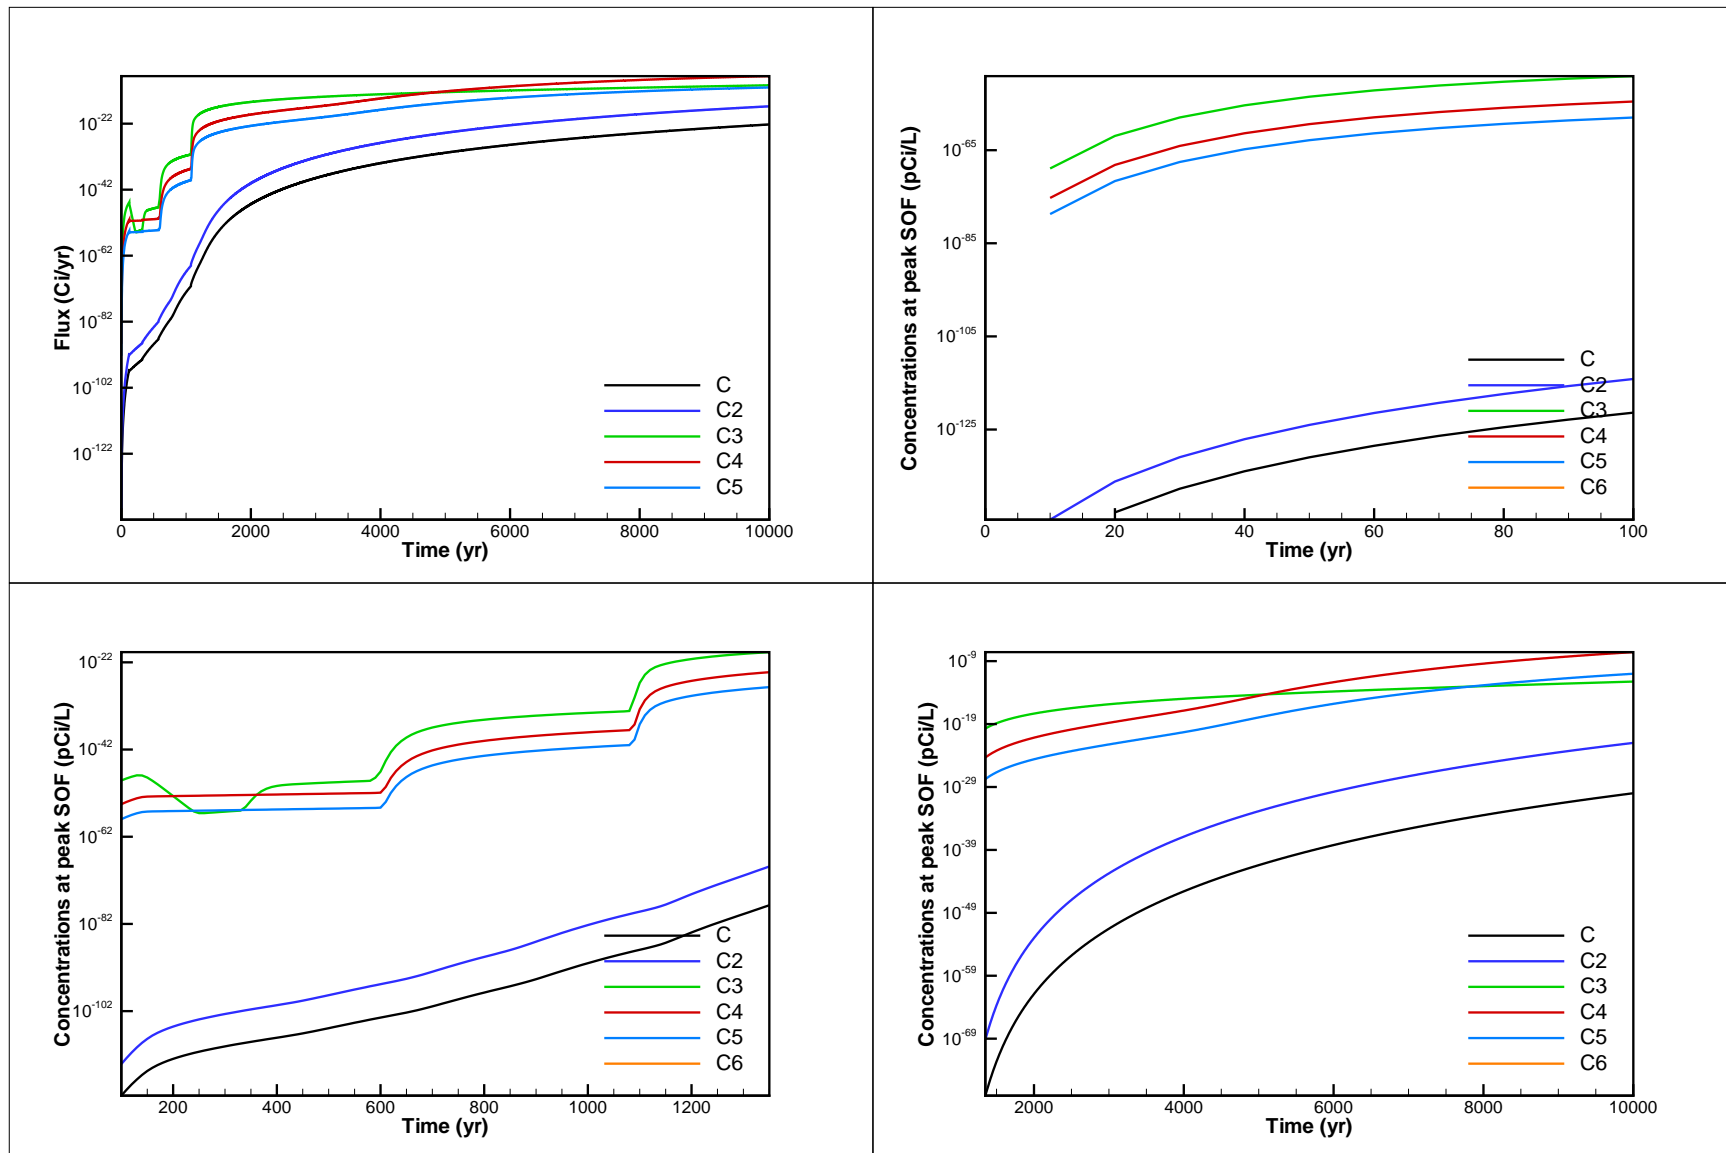 Flux (Ci/yr)
10^-22
10^-42
10^-62
10^-82
10^-102
10^-122
C
C2
C3
C4
C5
0 2000 4000 6000 8000 10000
Time (yr)
Concentrations at peak SOF (pCi/L)
10^-65
10^-85
10^-105
10^-125
C
C2
C3
C4
C5
C6
0 20 40 60 80 100
Time (yr)
Concentrations at peak SOF (pCi/L)
10^-22
10^-42
10^-62
10^-82
10^-102
C
C2
C3
C4
C5
C6
200 400 600 800 1000 1200
Time (yr)
Concentrations at peak SOF (pCi/L)
10^-9
10^-19
10^-29
10^-39
10^-49
10^-59
10^-69
C
C2
C3
C4
C5
C6
2000 4000 6000 8000 10000
Time (yr)